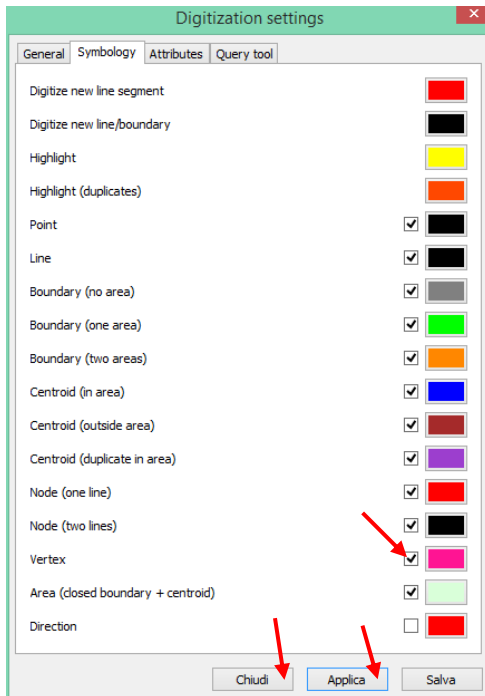 Digitization settings
General Symbology Attributes Query tool
Digitize new line segment
Digitize new line/boundary
Highlight
Highlight (duplicates)
Point
Line
Boundary (no area)
Boundary (one area)
Boundary (two areas)
Centroid (in area)
Centroid (outside area)
Centroid (duplicate in area)
Node (one line)
Node (two lines)
Vertex
Area (closed boundary + centroid)
Direction
Chiudi Applica Salva